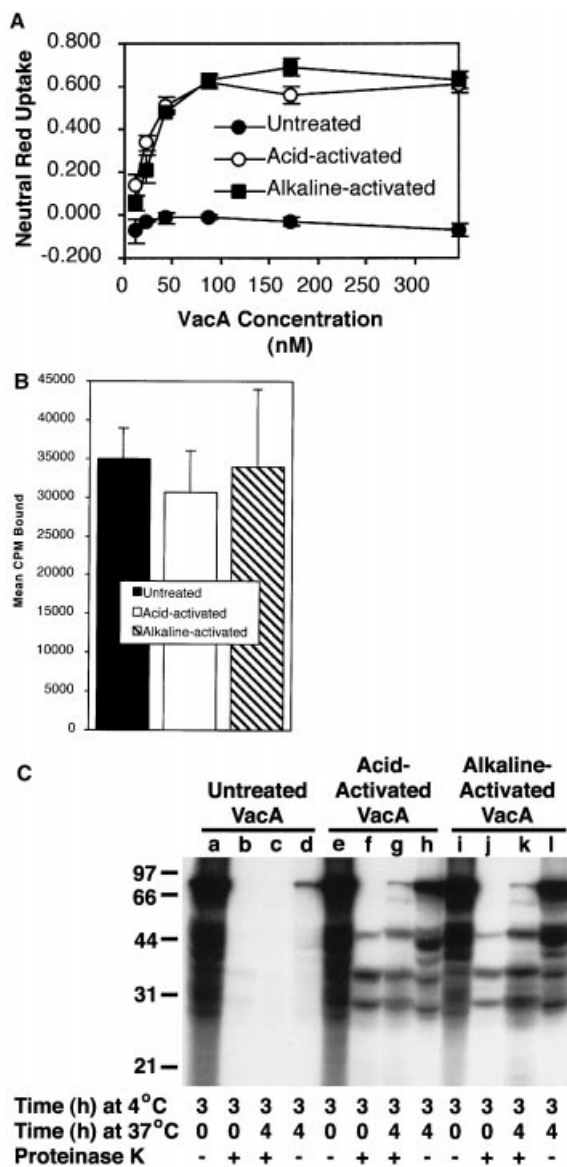 A
0.800
0.600
0.400
0.200
0.000
-0.200
Neutral Red Uptake
Untreated
Acid-activated
Alkaline-activated
0 50 100 150 200 250 300
VacA Concentration
(nM)
B
45000
40000
35000
30000
25000
20000
15000
10000
5000
0
Mean CPM Bound
Untreated
Acid-activated
Alkaline-activated
C
Untreated
VacA
Acid-
Activated
VacA
Alkaline-
Activated
VacA
a b c d e f g h i j k l
97
66
44
31
21
Time (h) at 4°C 3 3 3 3 3 3 3 3 3 3 3 3
Time (h) at 37°C 0 0 4 4 0 0 4 4 0 0 4 4
Proteinase K - + + - - + + - - + + -